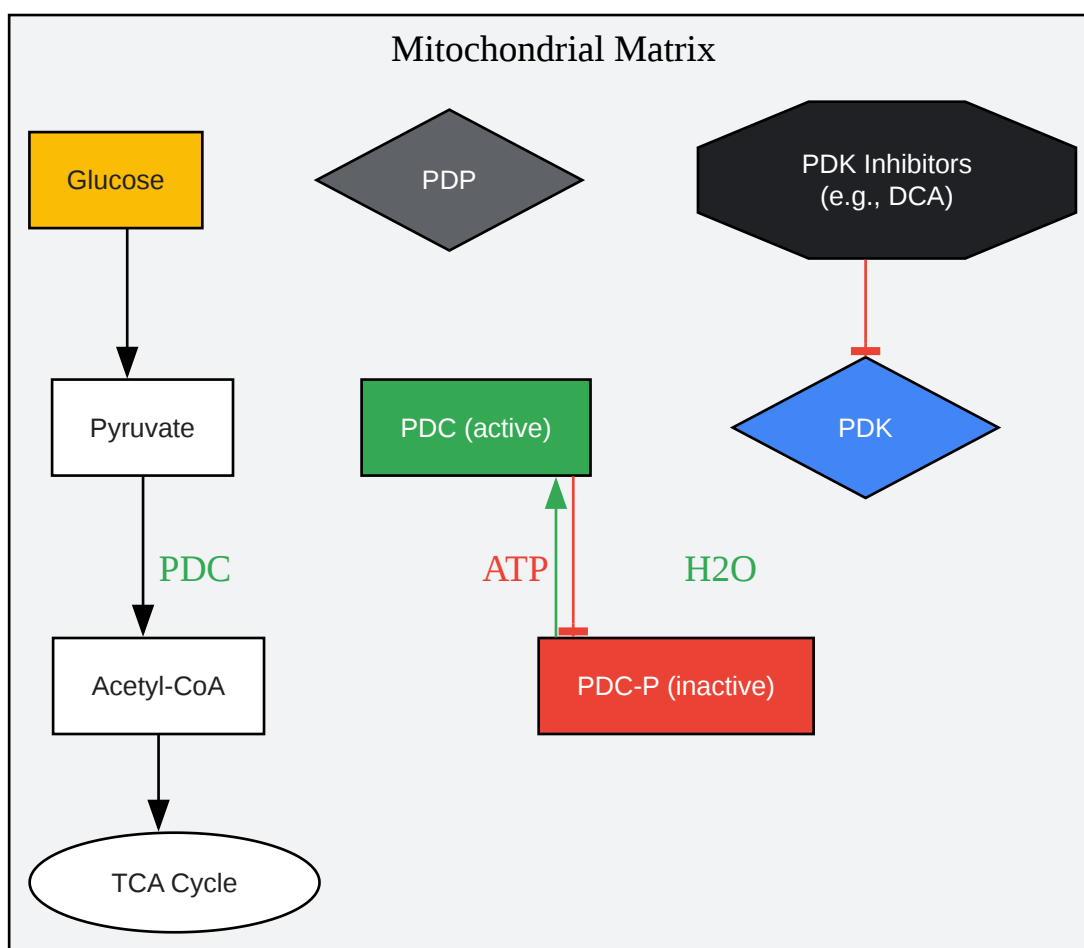 Mitochondrial Matrix
Glucose
PDP
PDK Inhibitors
(e.g., DCA)
Pyruvate
PDC (active)
PDK
PDC
ATP
H2O
Acetyl-CoA
PDC-P (inactive)
TCA Cycle